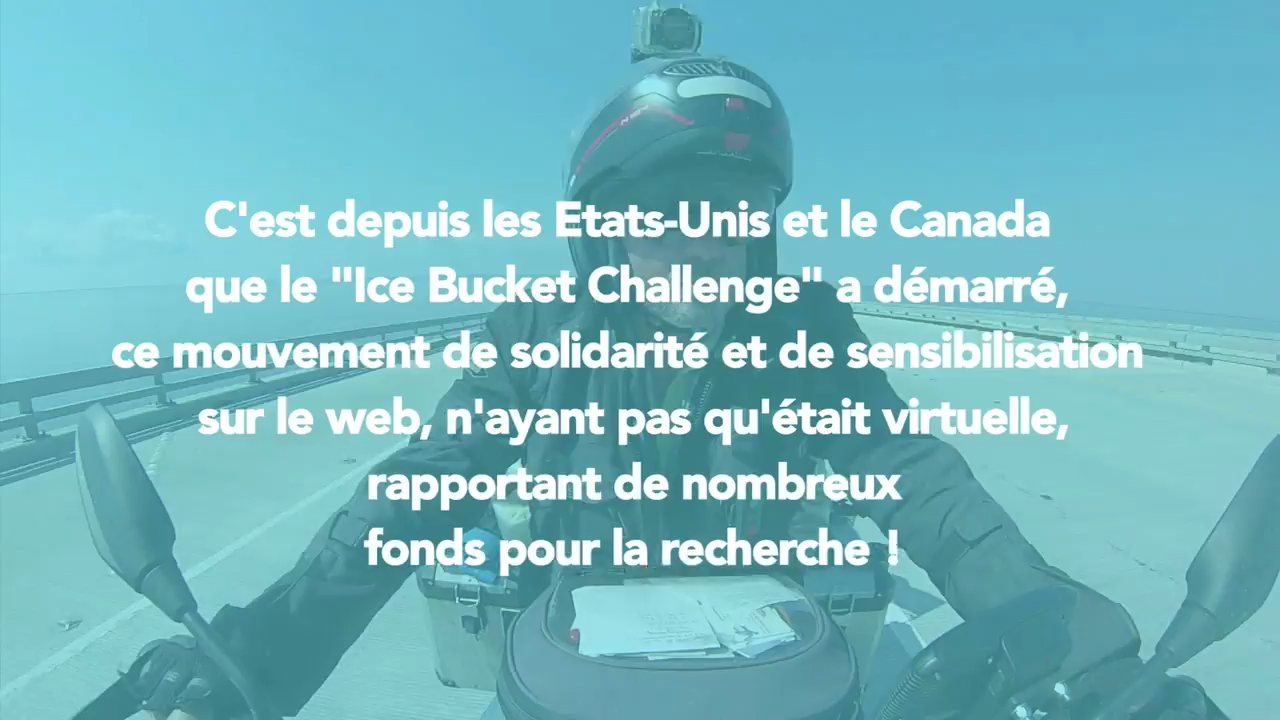 C'est depuis les Etats-Unis et le Canada
que le "Ice Bucket Challenge" a démarré,
ce mouvement de solidarité et de sensibilisation
sur le web, n'ayant pas qu'était virtuelle,
rapportant de nombreux
fonds pour la recherche !